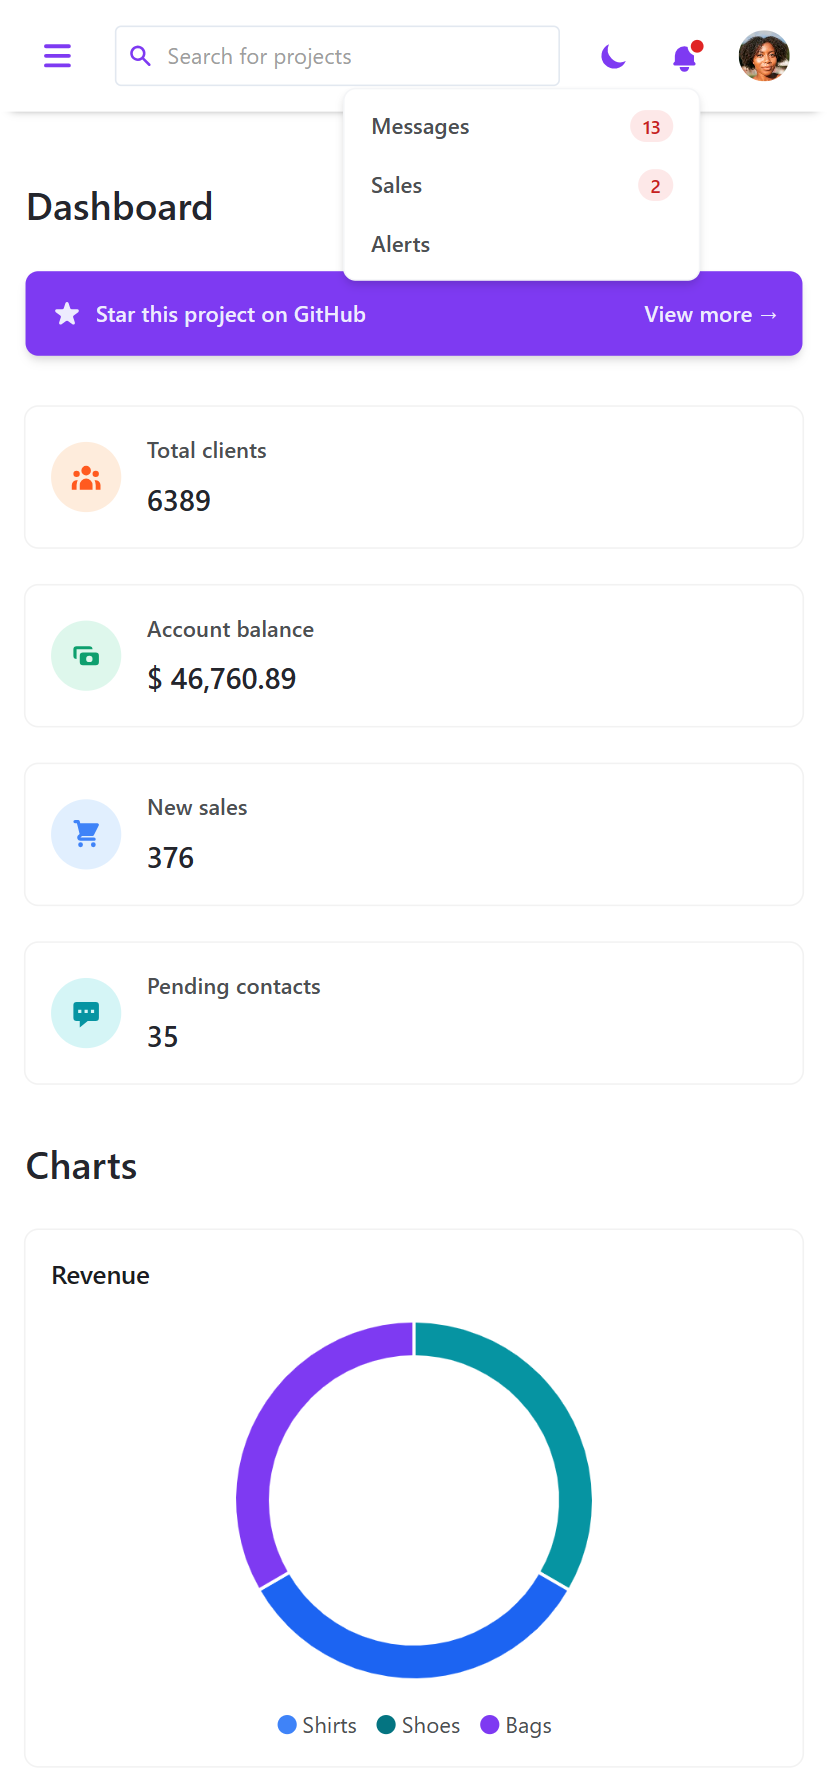 Search for projects
Messages 13
Sales 2
Alerts
Dashboard
Star this project on GitHub View more →
Total clients
6389
Account balance
$ 46,760.89
New sales
376
Pending contacts
35
Charts
Revenue
Shirts Shoes Bags